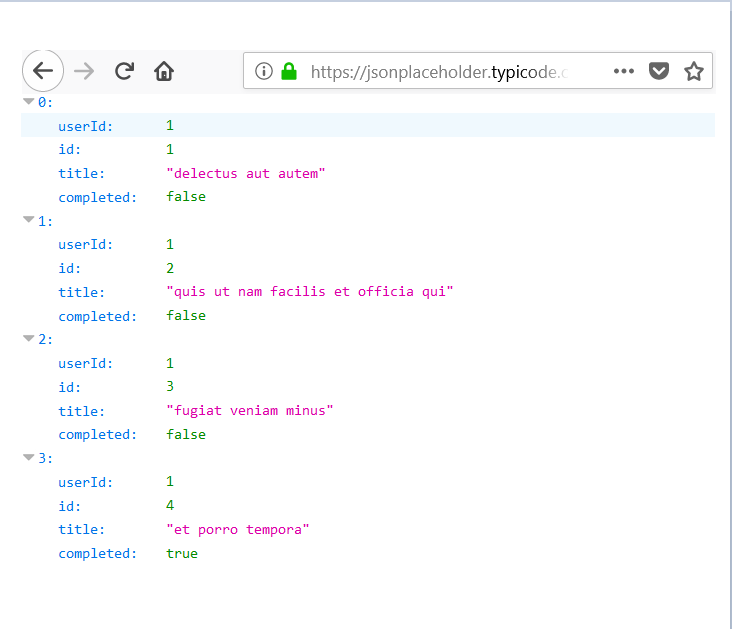 https://jsonplaceholder.typicode.c
0:
userId: 1
id: 1
title: "delectus aut autem"
completed: false
1:
userId: 1
id: 2
title: "quis ut nam facilis et officia qui"
completed: false
2:
userId: 1
id: 3
title: "fugiat veniam minus"
completed: false
3:
userId: 1
id: 4
title: "et porro tempora"
completed: true